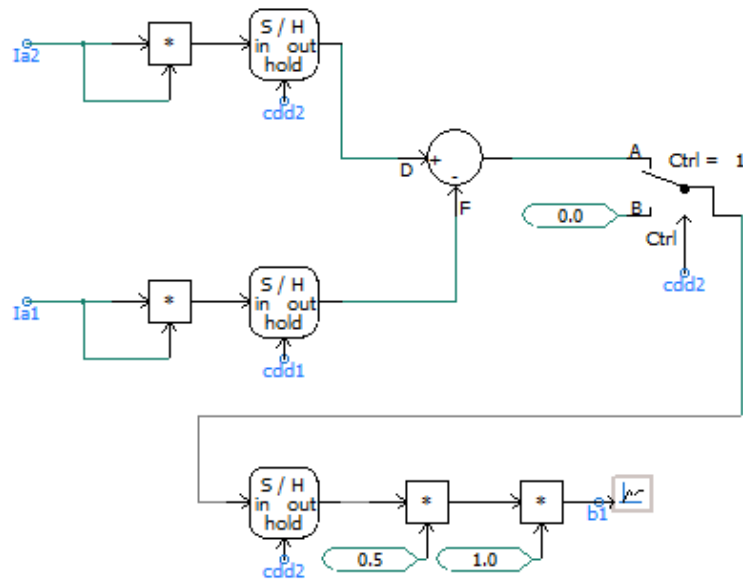 Ia2
*
S / H
in out
hold
cdd2
D
+
-
F
A
Ctrl = 1
B
0.0
Ctrl
cdd2
Ia1
*
S / H
in out
hold
cdd1
S / H
in out
hold
cdd2
*
0.5
*
1.0
b1